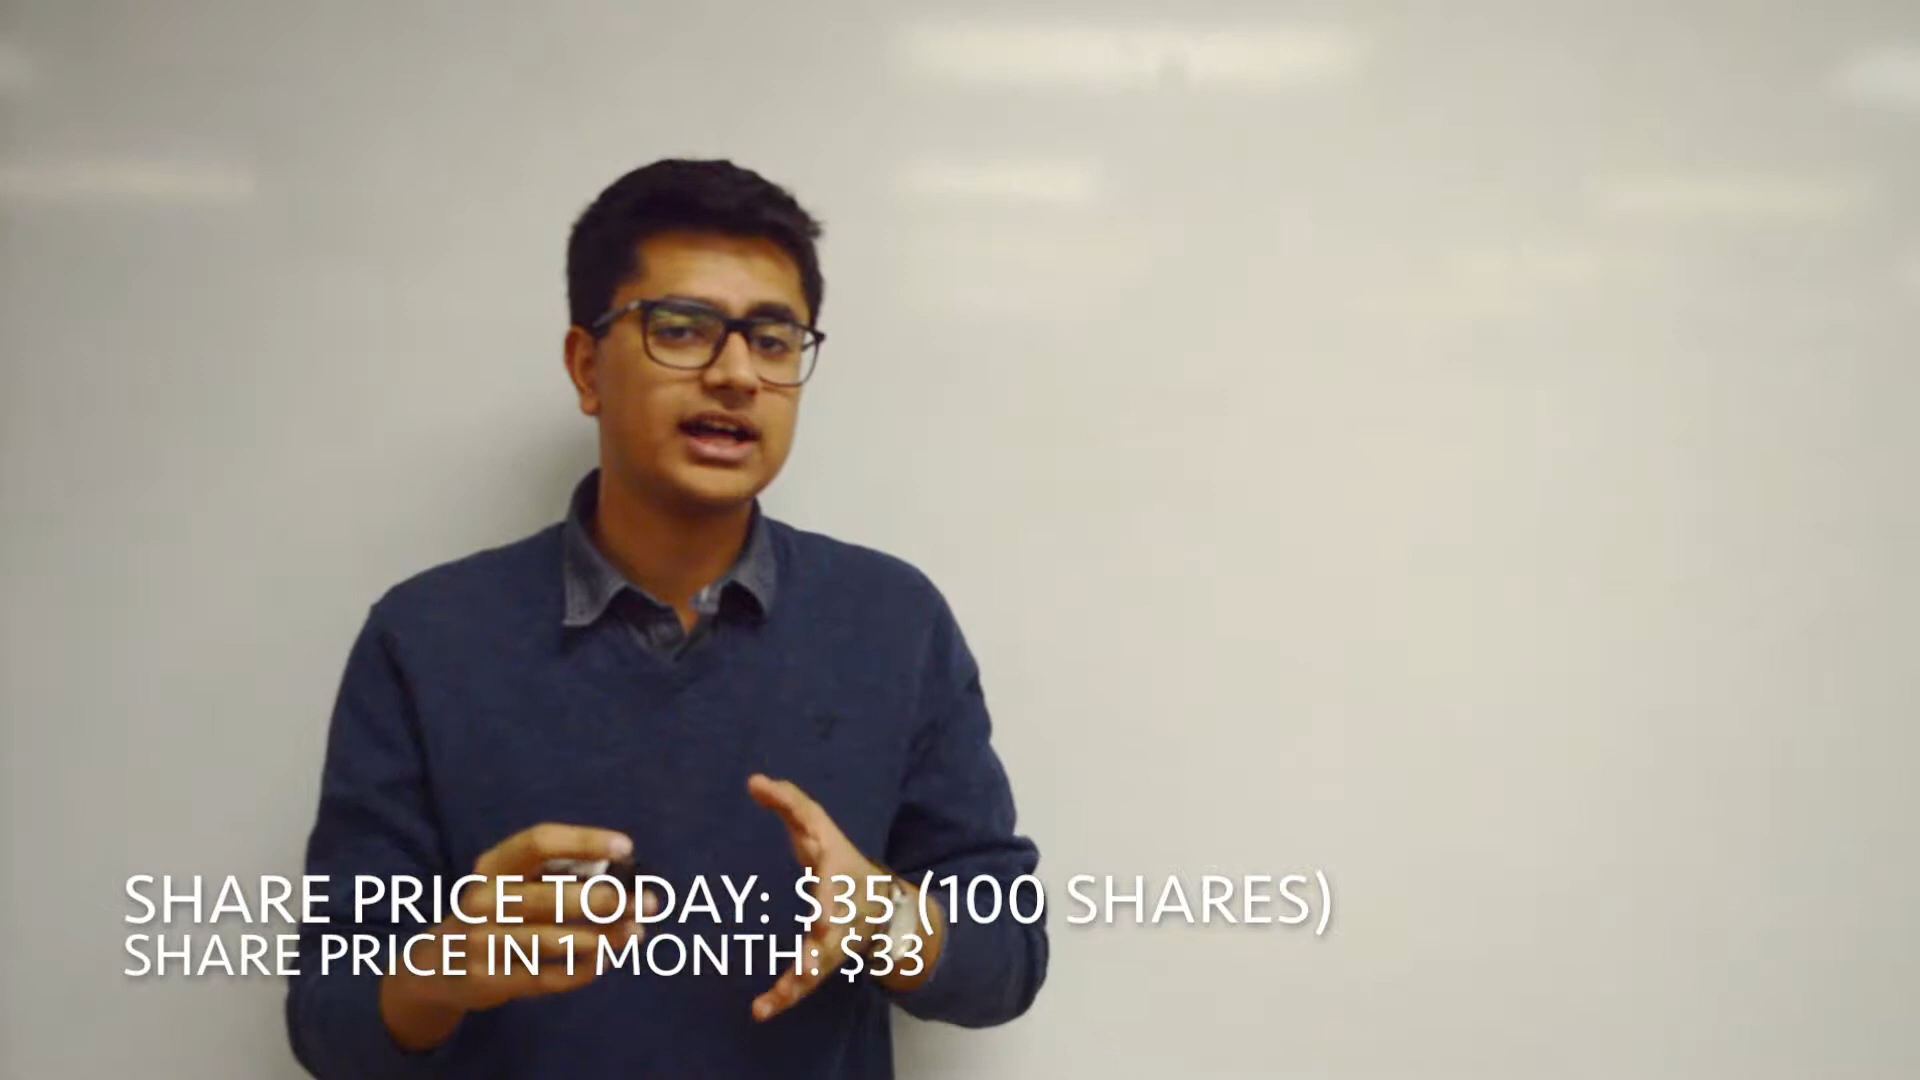 SHARE PRICE TODAY: $35 (100 SHARES)
SHARE PRICE IN 1 MONTH: $33